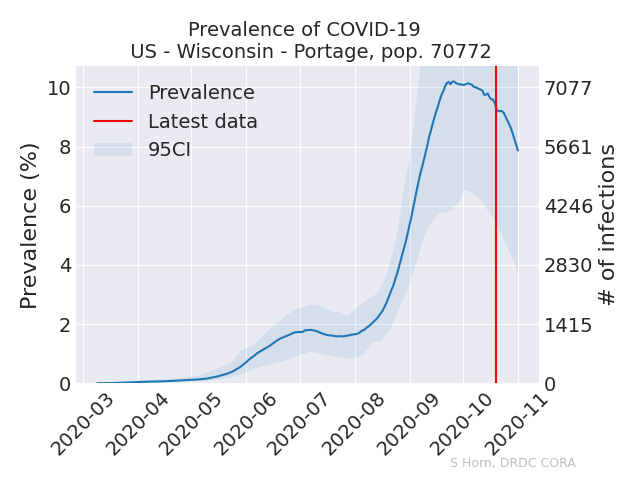 Prevalence of COVID-19
US - Wisconsin - Portage, pop. 70772
Prevalence
Latest data
95CI
Prevalence (%)
10
8
6
4
2
0
7077
5661
4246
2830
1415
0
# of infections
2020-03
2020-04
2020-05
2020-06
2020-07
2020-08
2020-09
2020-10
2020-11
S Horn, DRDC CORA